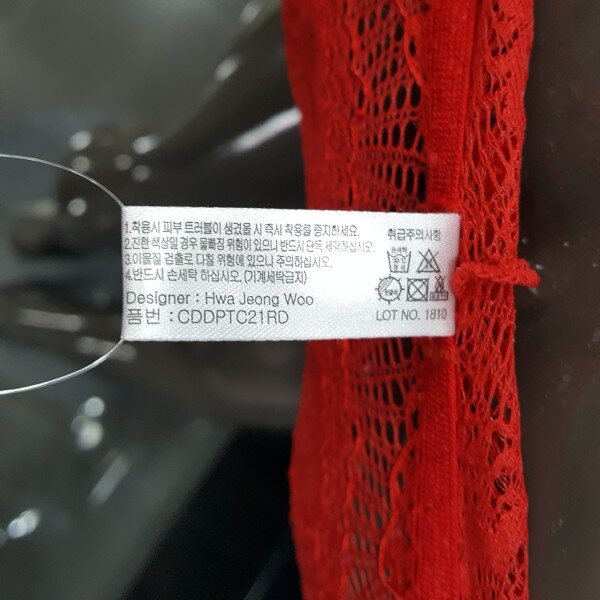 1.착용시 피부 트러블이 생겼을 시 즉시 착용을 중지하세요.
2.진한 색상일 경우 물빠짐 위험이 있으니 반드시 단독 세탁하십시오.
3.이물질 검출로 다칠 위험에 있으니 주의하십시오.
4.반드시 손세탁 하십시오. (기계세탁금지)
Designer : Hwa Jeong Woo
품번 : CDDPTC21RD
취급주의사항
손세탁
LOT NO. 1810